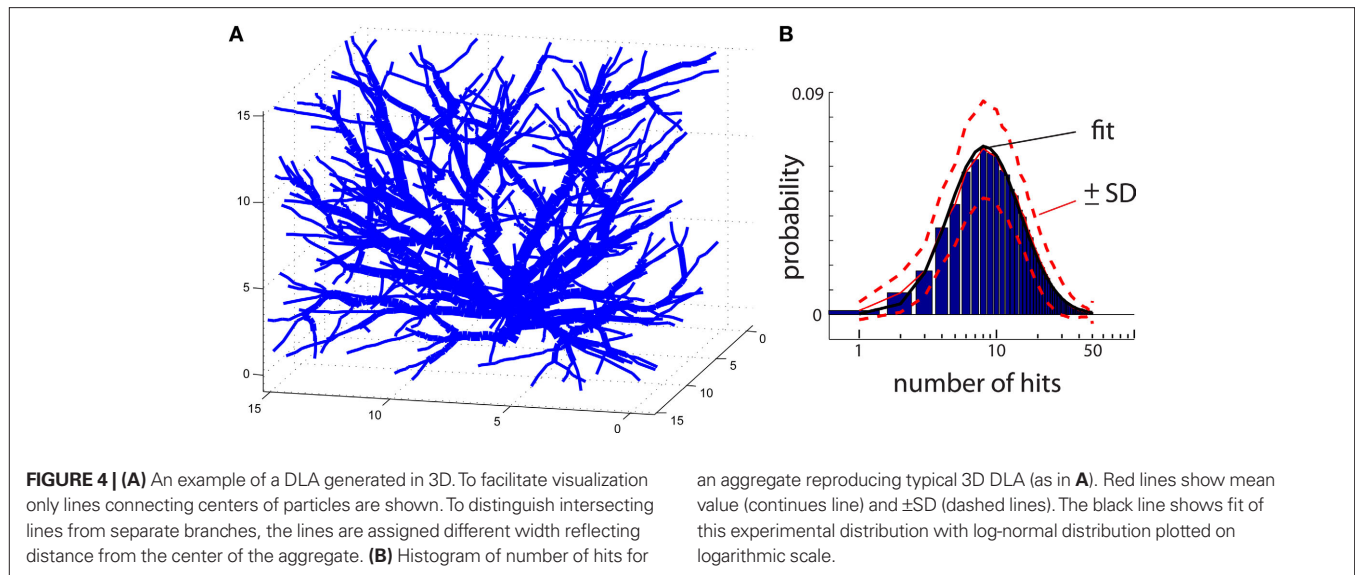 A
15
10
5
0
15
10
5
0
15
10
5
0
B
0.09
0
probability
fit
± SD
1
10
50
number of hits
FIGURE 4 | (A) An example of a DLA generated in 3D. To facilitate visualization
only lines connecting centers of particles are shown. To distinguish intersecting
lines from separate branches, the lines are assigned different width reflecting
distance from the center of the aggregate. (B) Histogram of number of hits for
an aggregate reproducing typical 3D DLA (as in A). Red lines show mean
value (continues line) and ±SD (dashed lines). The black line shows fit of
this experimental distribution with log-normal distribution plotted on
logarithmic scale.